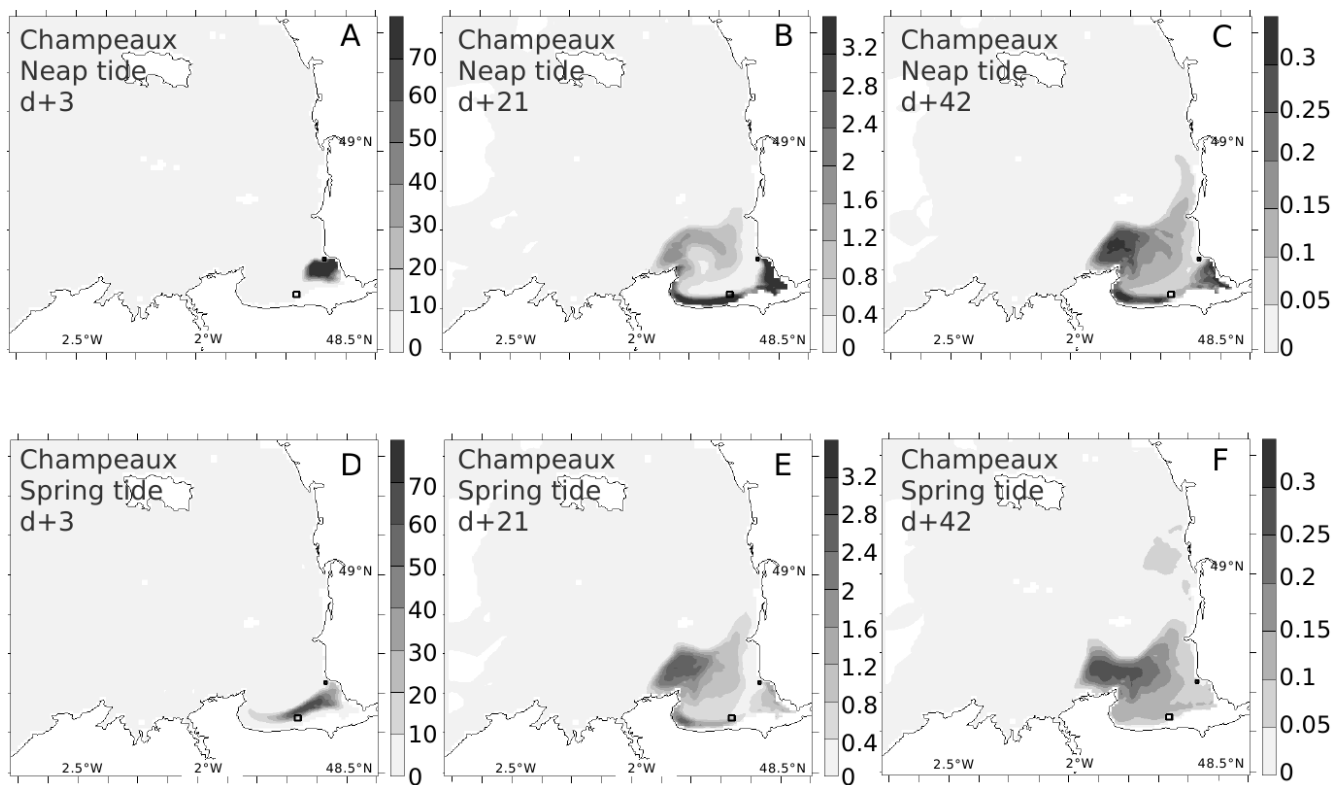 A
Champeaux
Neap tide
d+3
49°N
2.5°W
2°W
48.5°N
70
60
50
40
30
20
10
0
B
Champeaux
Neap tide
d+21
49°N
2.5°W
2°W
48.5°N
3.2
2.8
2.4
2
1.6
1.2
0.8
0.4
0
C
Champeaux
Neap tide
d+42
49°N
2.5°W
2°W
48.5°N
0.3
0.25
0.2
0.15
0.1
0.05
0
D
Champeaux
Spring tide
d+3
49°N
2.5°W
2°W
48.5°N
70
60
50
40
30
20
10
0
E
Champeaux
Spring tide
d+21
49°N
2.5°W
2°W
48.5°N
3.2
2.8
2.4
2
1.6
1.2
0.8
0.4
0
F
Champeaux
Spring tide
d+42
49°N
2.5°W
2°W
48.5°N
0.3
0.25
0.2
0.15
0.1
0.05
0